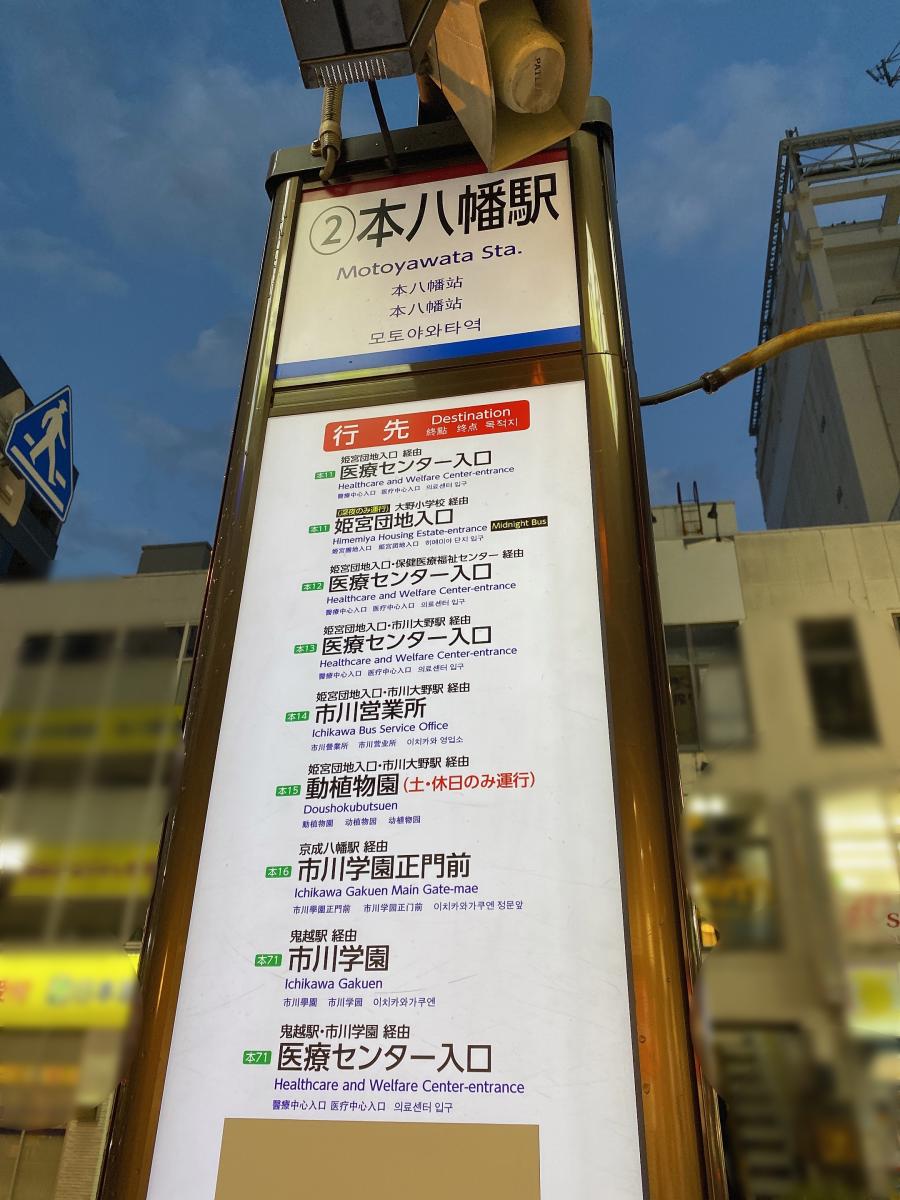 ②本八幡駅
Motoyawata Sta.
本八幡站
本八幡站
모토야와타역
行先 Destination
終點 终点 목적지
姫宮団地入口 経由
本11 医療センター入口
Healthcare and Welfare Center-entrance
醫療中心入口 医疗中心入口 의료센터 입구
(深夜のみ運行) 大野小学校 経由
本11 姫宮団地入口
Himemiya Housing Estate-entrance Midnight Bus
姫宮團地入口 姫宮团地入口 히메미야 단지 입구
姫宮団地入口・保健医療福祉センター 経由
本12 医療センター入口
Healthcare and Welfare Center-entrance
醫療中心入口 医疗中心入口 의료센터 입구
姫宮団地入口・市川大野駅 経由
本13 医療センター入口
Healthcare and Welfare Center-entrance
醫療中心入口 医疗中心入口 의료센터 입구
姫宮団地入口・市川大野駅 経由
本14 市川営業所
Ichikawa Bus Service Office
市川營業所 市川营业所 이치카와 영업소
姫宮団地入口・市川大野駅 経由
本15 動植物園(土・休日のみ運行)
Doushokubutsuen
動植物園 动植物园 동식물원
京成八幡駅 経由
本16 市川学園正門前
Ichikawa Gakuen Main Gate-mae
市川學園正門前 市川学园正门前 이치카와가쿠엔 정문앞
鬼越駅 経由
本71 市川学園
Ichikawa Gakuen
市川學園 市川学园 이치카와가쿠엔
鬼越駅・市川学園 経由
本71 医療センター入口
Healthcare and Welfare Center-entrance
醫療中心入口 医疗中心入口 의료센터 입구